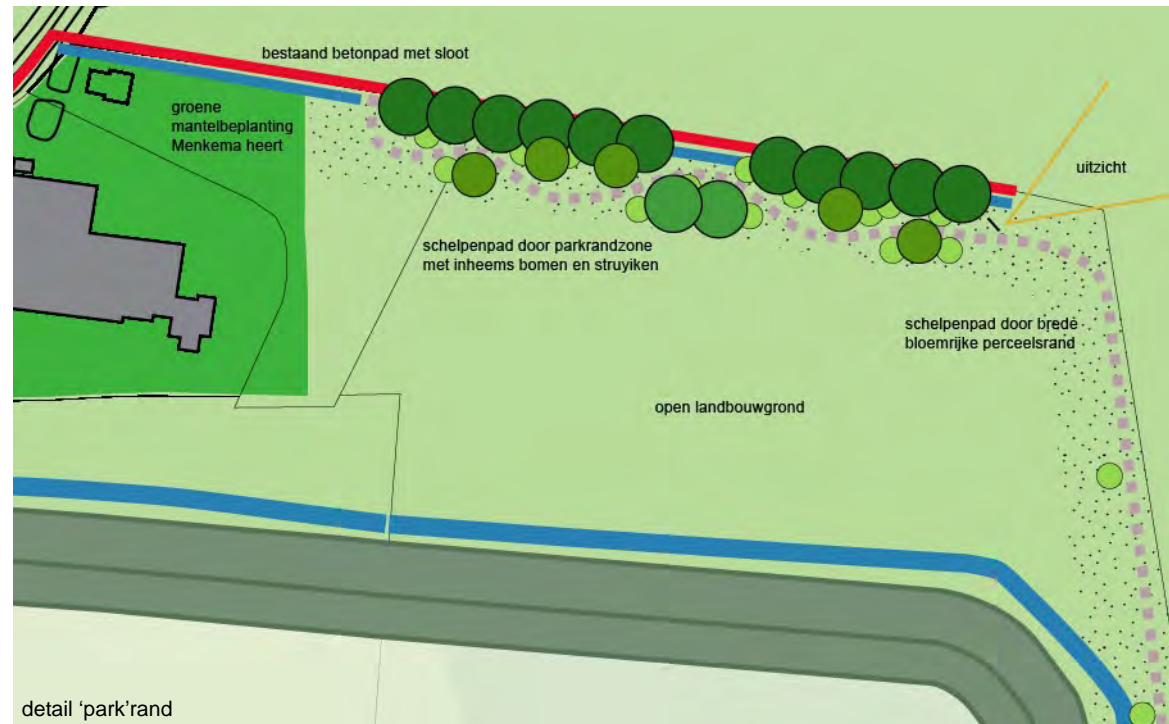 bestaand betonpad met sloot
groene
mantelbeplanting
Menkema heert
uitzicht
schelpenpad door parkrandzone
met inheems bomen en struyiken
schelpenpad door brede
bloemrijke perceelsrand
open landbouwgrond
detail ‘park’rand